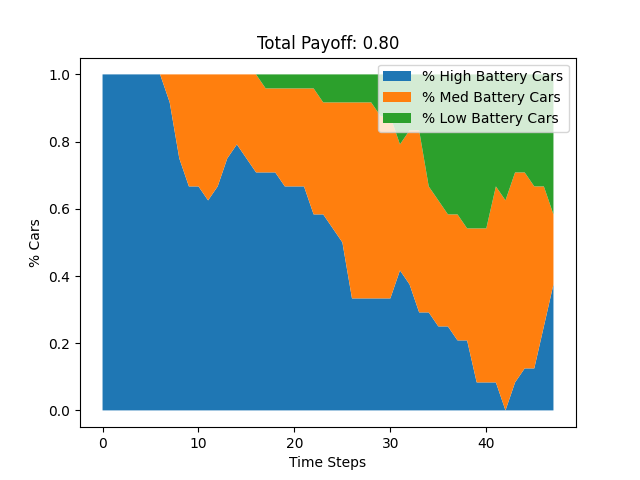 Total Payoff: 0.80
% High Battery Cars
% Med Battery Cars
% Low Battery Cars
1.0
0.8
0.6
0.4
0.2
0.0
% Cars
0 10 20 30 40
Time Steps